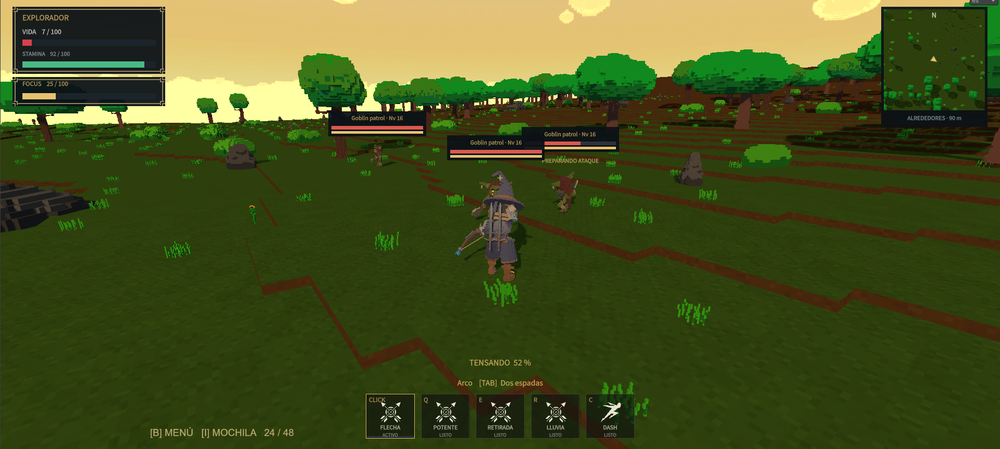 EXPLORADOR
VIDA 7 / 100
STAMINA 92 / 100
FOCUS 25 / 100
es
N
ALREDEDORES · 90 m
Goblin patrol · Nv 16
Goblin patrol · Nv 16
Goblin patrol · Nv 16
PREPARANDO ATAQUE
TENSANDO 52 %
Arco [TAB] Dos espadas
CLICK
FLECHA
ACTIVO
Q
POTENTE
LISTO
E
RETIRADA
LISTO
R
LLUVIA
LISTO
C
DASH
LISTO
[B] MENÚ [I] MOCHILA 24 / 48